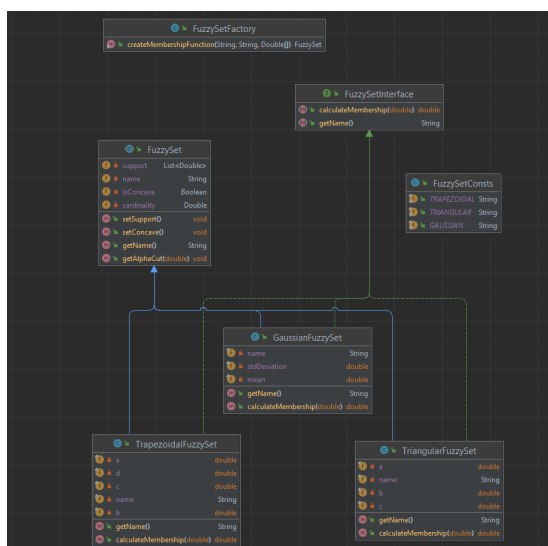 FuzzySetFactory
createMembershipFunction(String, String, Double[]) FuzzySet
FuzzySetInterface
calculateMembership(double) double
getName() String
FuzzySet
support List<Double>
name String
isConcave Boolean
cardinality Double
setSupport() void
setConcave() void
getName() String
getAlphaCut(double) void
FuzzySetConsts
TRAPEZOIDAL String
TRIANGULAR String
GAUSSIAN String
GaussianFuzzySet
name String
stdDeviation double
mean double
getName() String
calculateMembership(double) double
TrapezoidalFuzzySet
a double
d double
c double
name String
b double
getName() String
calculateMembership(double) double
TriangularFuzzySet
a double
name String
b double
c double
getName() String
calculateMembership(double) double